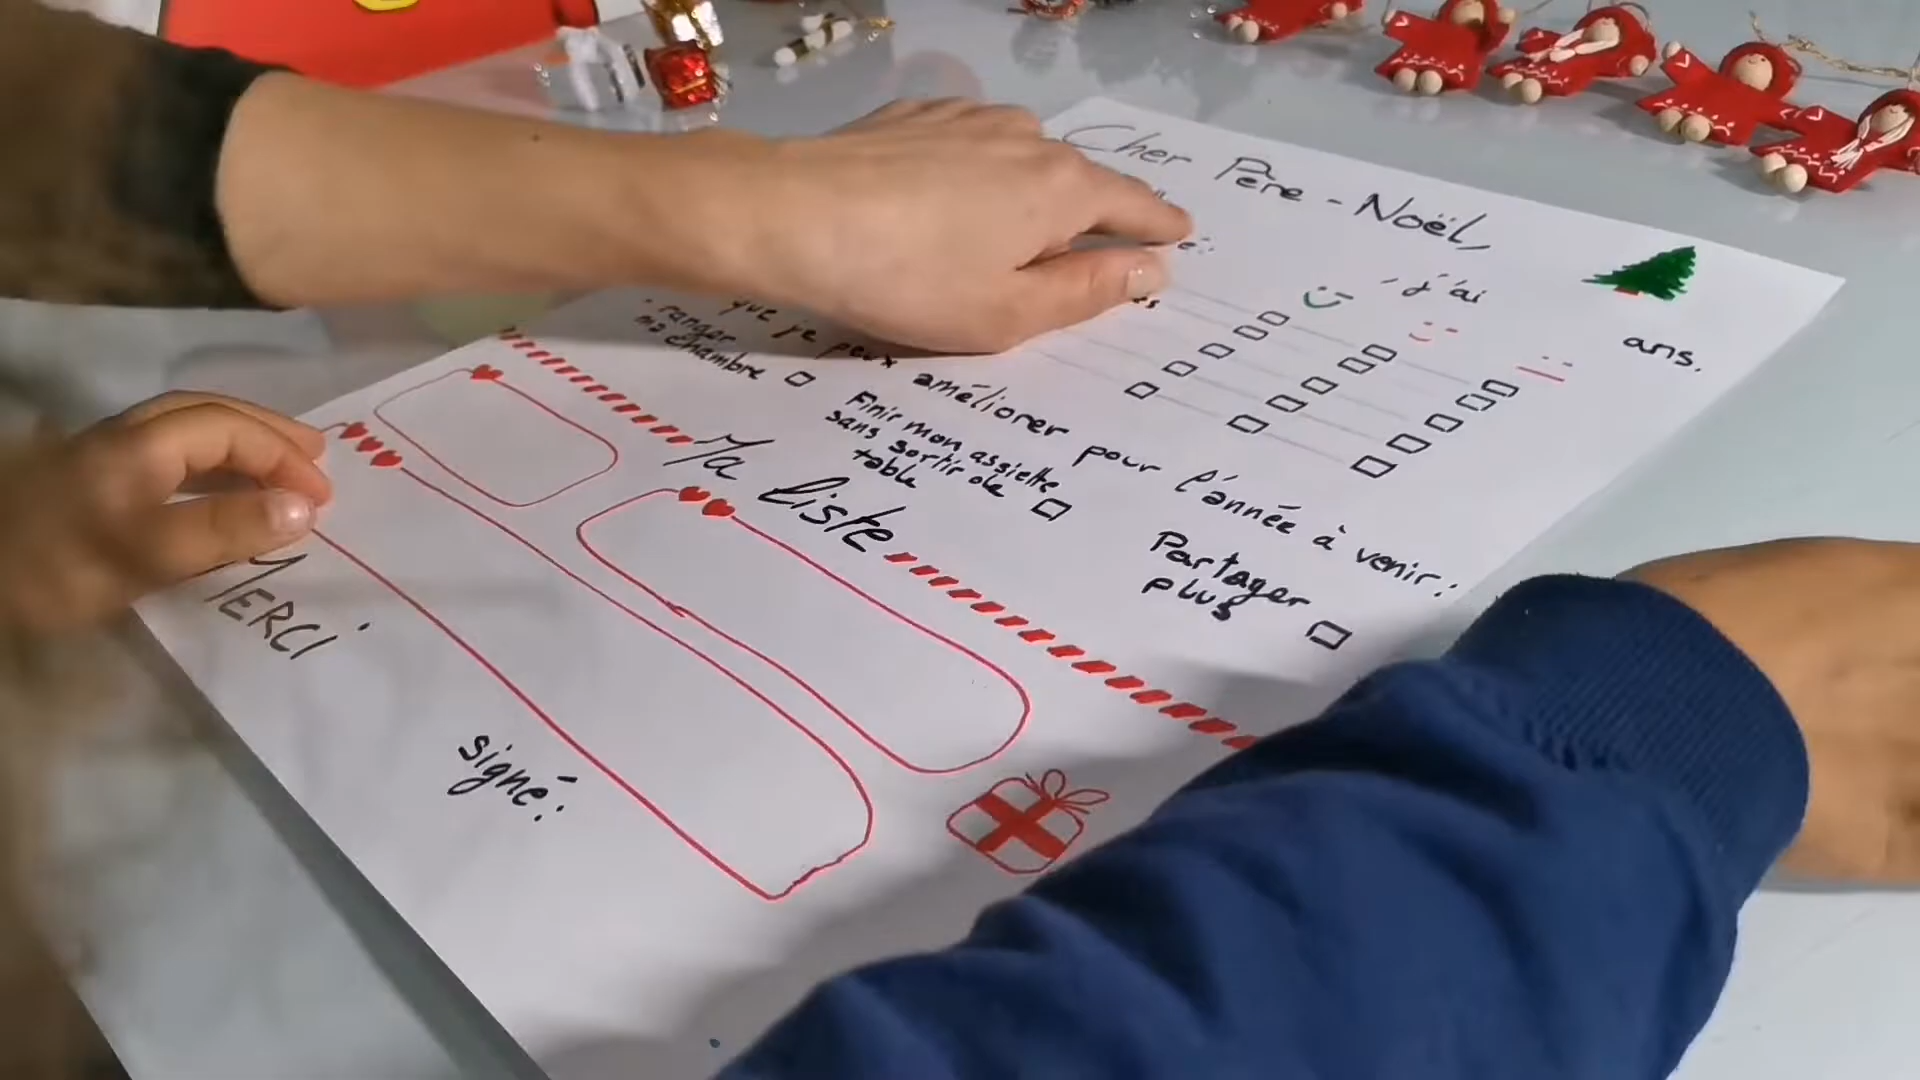 Cher Père-Noël,
, j'ai
ans.
que je peux améliorer pour l'année à venir:
ranger
ma chambre
Finir mon assiette
sans sortir de
table
Partager
plus
Ma liste
MERCI
signé: